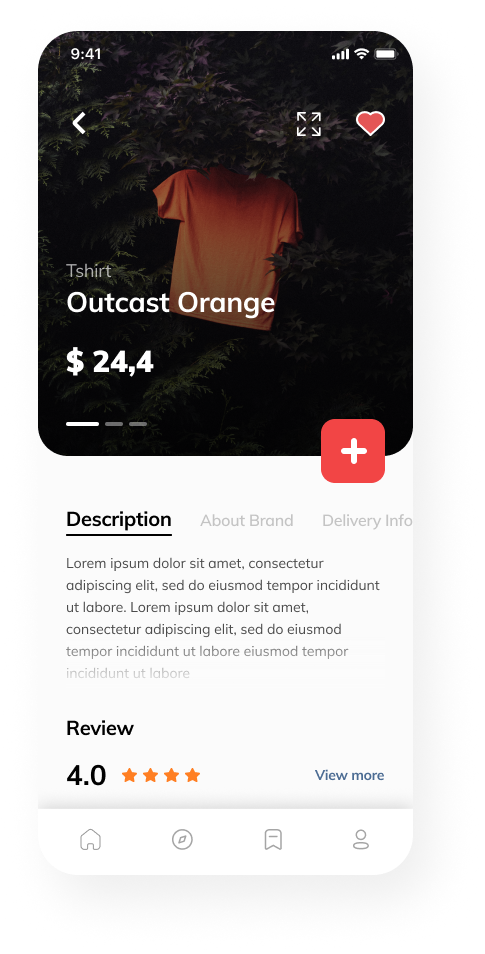 9:41
Tshirt
Outcast Orange
$ 24,4
Description About Brand Delivery Info
Lorem ipsum dolor sit amet, consectetur
adipiscing elit, sed do eiusmod tempor incididunt
ut labore. Lorem ipsum dolor sit amet,
consectetur adipiscing elit, sed do eiusmod
tempor incididunt ut labore eiusmod tempor
incididunt ut labore
Review
4.0 View more